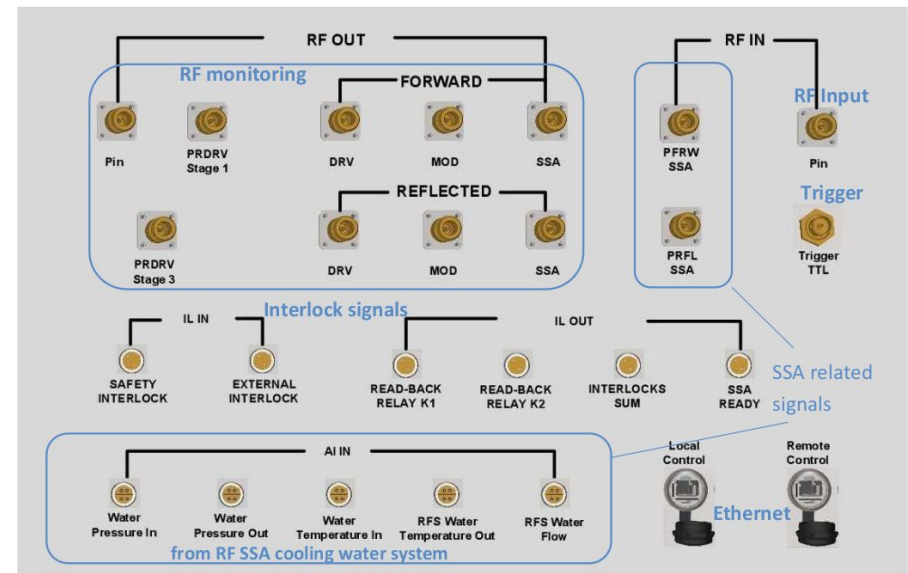 RF OUT
RF IN
RF monitoring
FORWARD
RF Input
Pin
PRDRV
Stage 1
DRV
MOD
SSA
PFRW
SSA
Pin
REFLECTED
Trigger
PRDRV
Stage 3
DRV
MOD
SSA
PRFL
SSA
Trigger
TTL
Interlock signals
IL IN
IL OUT
SAFETY
INTERLOCK
EXTERNAL
INTERLOCK
READ-BACK
RELAY K1
READ-BACK
RELAY K2
INTERLOCKS
SUM
SSA
READY
SSA related
signals
AI IN
Local
Control
Remote
Control
Water
Pressure In
Water
Pressure Out
Water
Temperature In
RFS Water
Temperature Out
RFS Water
Flow
Ethernet
from RF SSA cooling water system